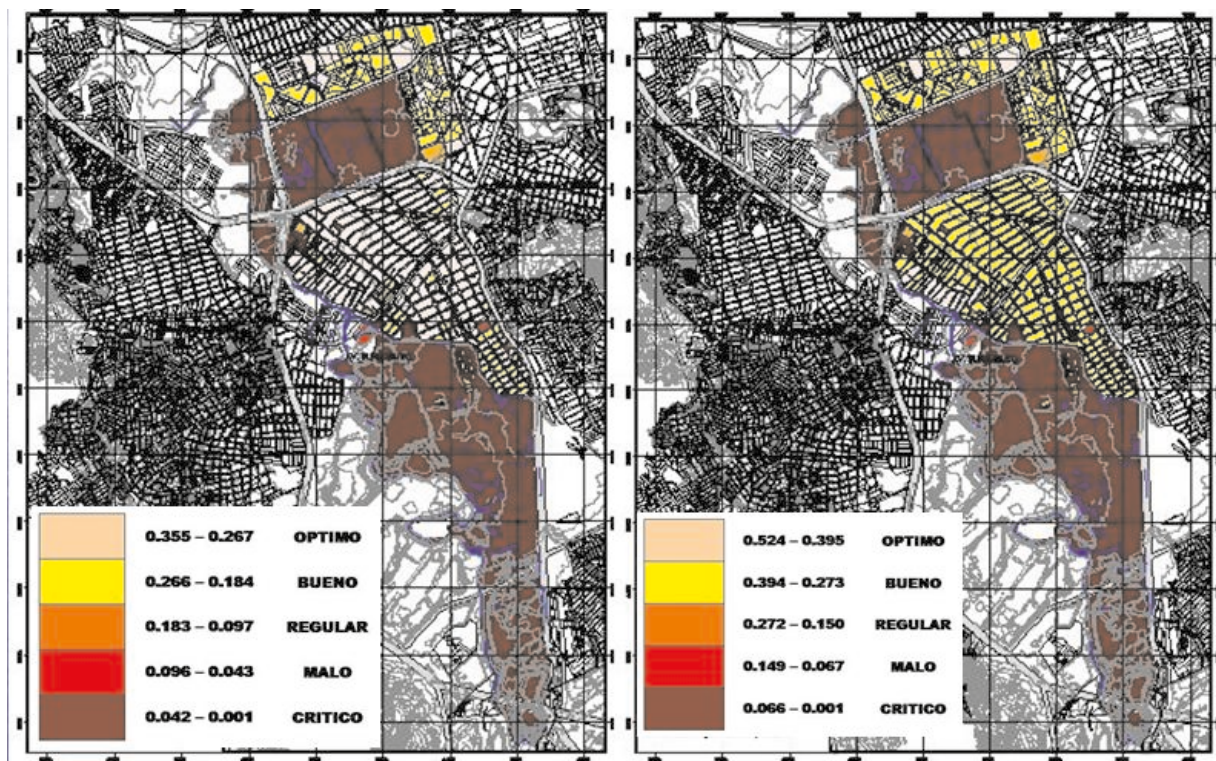 0.355 – 0.267 OPTIMO
0.266 – 0.184 BUENO
0.183 – 0.097 REGULAR
0.096 – 0.043 MALO
0.042 – 0.001 CRITICO
0.524 – 0.395 OPTIMO
0.394 – 0.273 BUENO
0.272 – 0.150 REGULAR
0.149 – 0.067 MALO
0.066 – 0.001 CRITICO